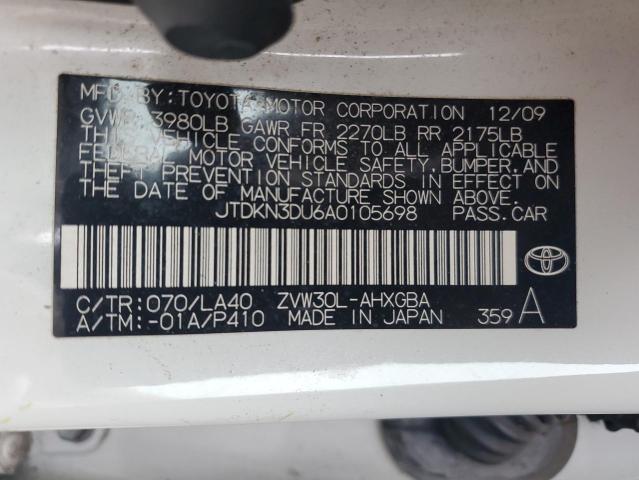 MFD. BY: TOYOTA MOTOR CORPORATION 12/09
GVWR 3980LB GAWR FR 2270LB RR 2175LB
THIS VEHICLE CONFORMS TO ALL APPLICABLE
FEDERAL MOTOR VEHICLE SAFETY, BUMPER, AND
THEFT PREVENTION STANDARDS IN EFFECT ON
THE DATE OF MANUFACTURE SHOWN ABOVE.
JTDKN3DU6A0105698 PASS. CAR
C/TR: 070/LA40 ZVW30L-AHXGBA
A/TM: -01A/P410 MADE IN JAPAN 359 A